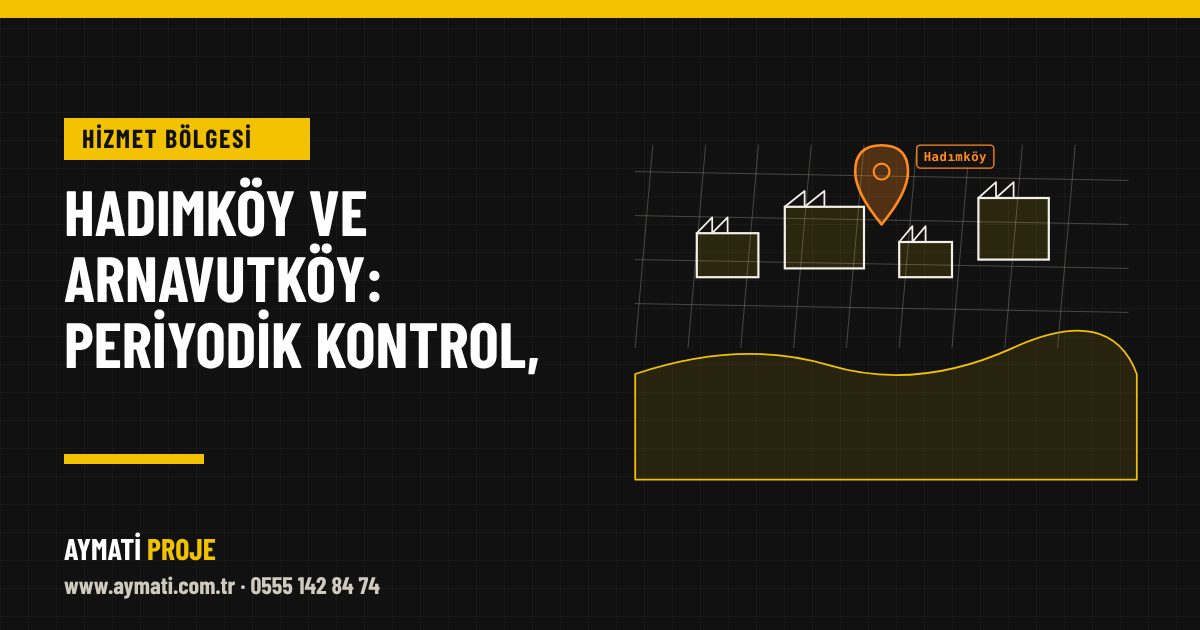 HİZMET BÖLGESİ
HADIMKÖY VE
ARNAVUTKÖY:
PERİYODİK KONTROL,
Hadımköy
AYMATİ PROJE
www.aymati.com.tr · 0555 142 84 74